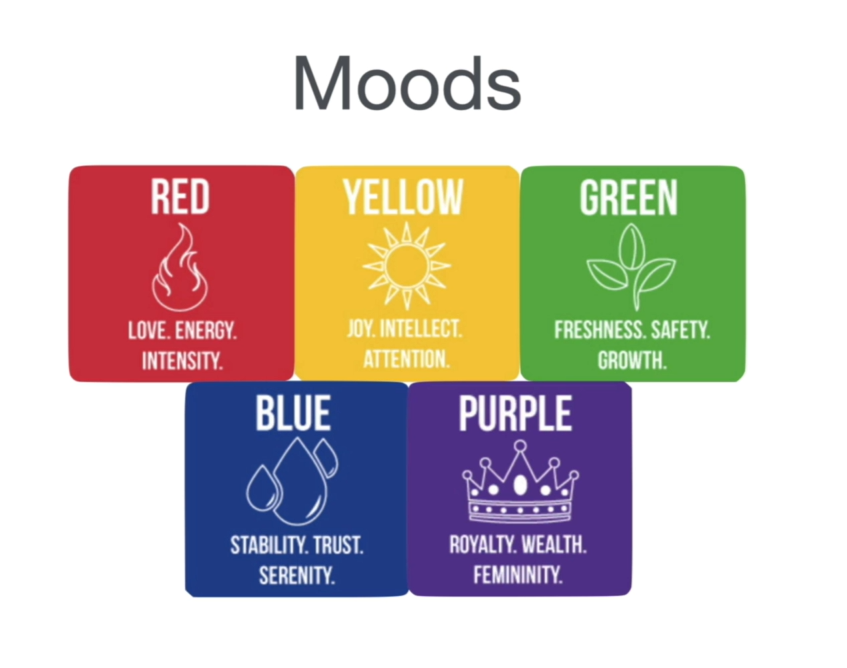 Moods
RED
LOVE. ENERGY.
INTENSITY.
YELLOW
JOY. INTELLECT.
ATTENTION.
GREEN
FRESHNESS. SAFETY.
GROWTH.
BLUE
STABILITY. TRUST.
SERENITY.
PURPLE
ROYALTY. WEALTH.
FEMININITY.